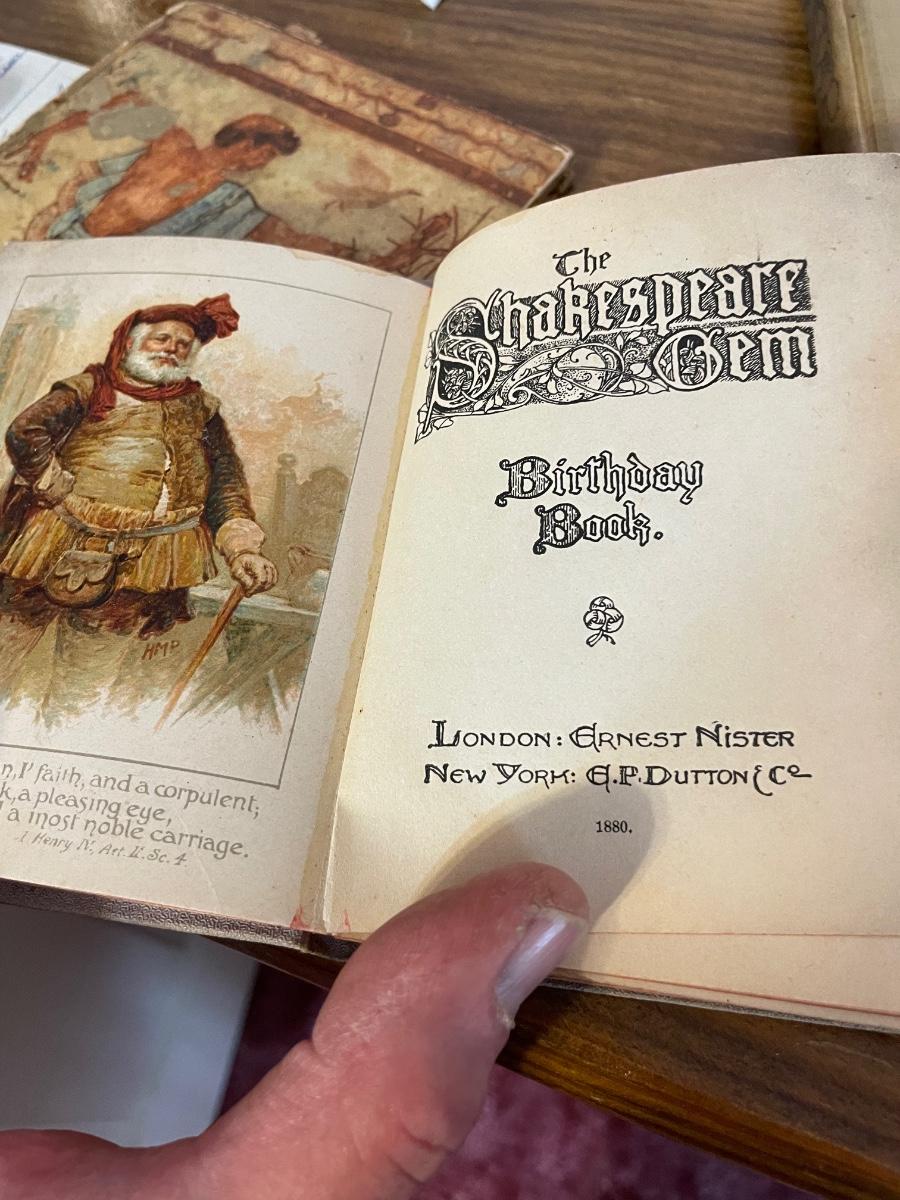 HMP
n, I' faith, and a corpulent;
k, a pleasing eye,
a most noble carriage.
I Henry IV., Act. II. Sc. 4.
The
Shakespeare
Gem
Birthday
Book.
London: Ernest Nister
New York: E.P. Dutton & Co
1880.